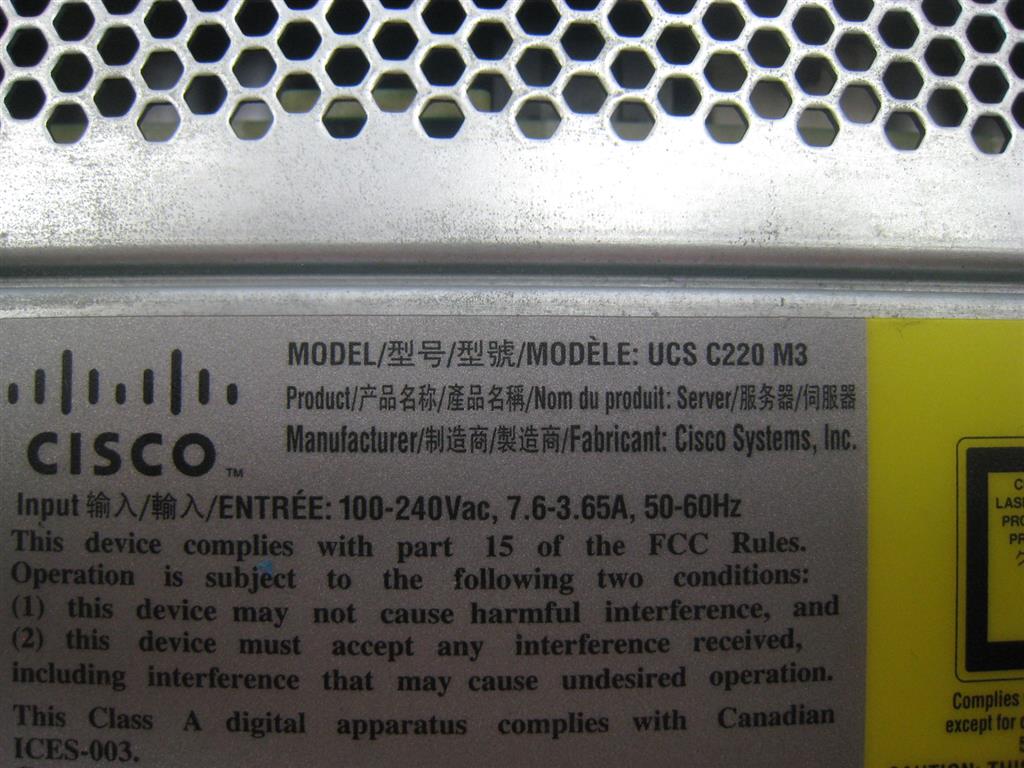 MODEL/型号/型號/MODÈLE: UCS C220 M3
Product/产品名称/產品名稱/Nom du produit: Server/服务器/伺服器
Manufacturer/制造商/製造商/Fabricant: Cisco Systems, Inc.
CISCO™
Input 输入/輸入/ENTRÉE: 100-240Vac, 7.6-3.65A, 50-60Hz
This device complies with part 15 of the FCC Rules.
Operation is subject to the following two conditions:
(1) this device may not cause harmful interference, and
(2) this device must accept any interference received,
including interference that may cause undesired operation.
This Class A digital apparatus complies with Canadian
ICES-003.
Complies
except for